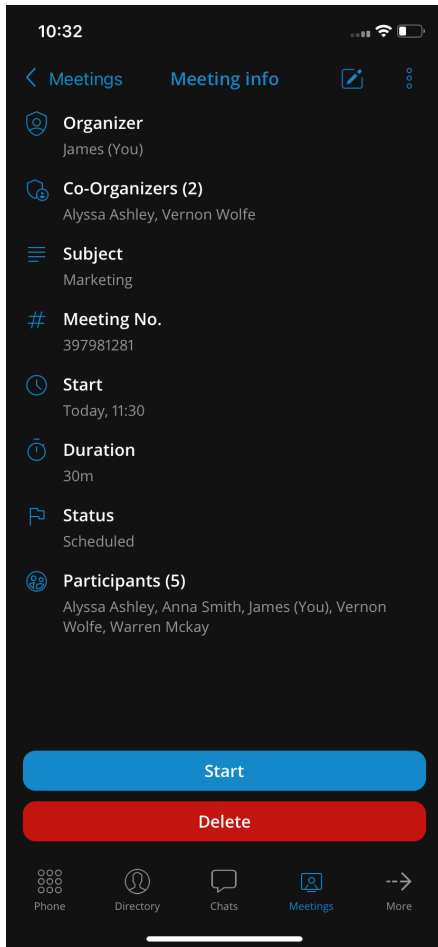 10:32
Meetings
Meeting info
Organizer
James (You)
Co-Organizers (2)
Alyssa Ashley, Vernon Wolfe
Subject
Marketing
Meeting No.
397981281
Start
Today, 11:30
Duration
30m
Status
Scheduled
Participants (5)
Alyssa Ashley, Anna Smith, James (You), Vernon
Wolfe, Warren Mckay
Start
Delete
Phone
Directory
Chats
Meetings
More